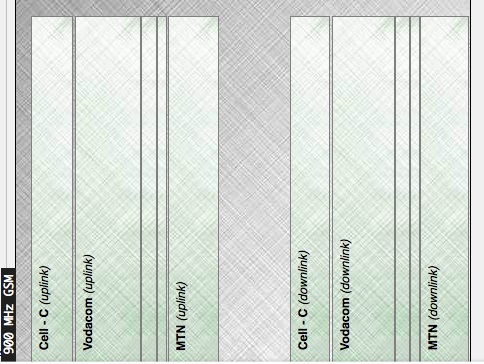 900 MHz GSM
Cell - C (uplink)
Vodacom (uplink)
MTN (uplink)
Cell - C (downlink)
Vodacom (downlink)
MTN (downlink)